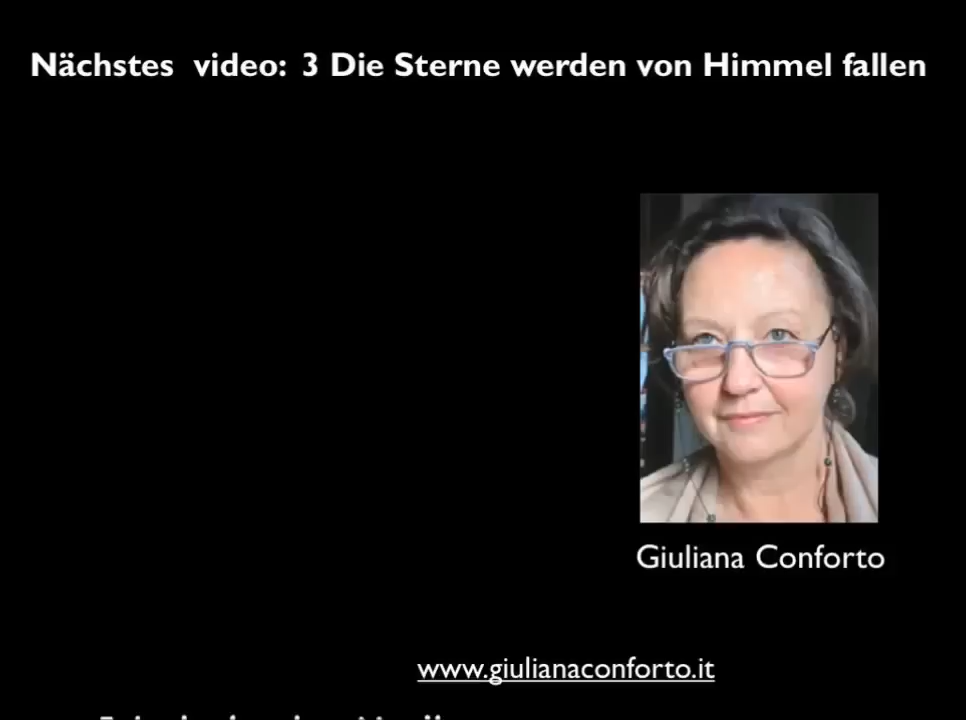 Nächstes video: 3 Die Sterne werden von Himmel fallen
Giuliana Conforto
www.giulianaconforto.it